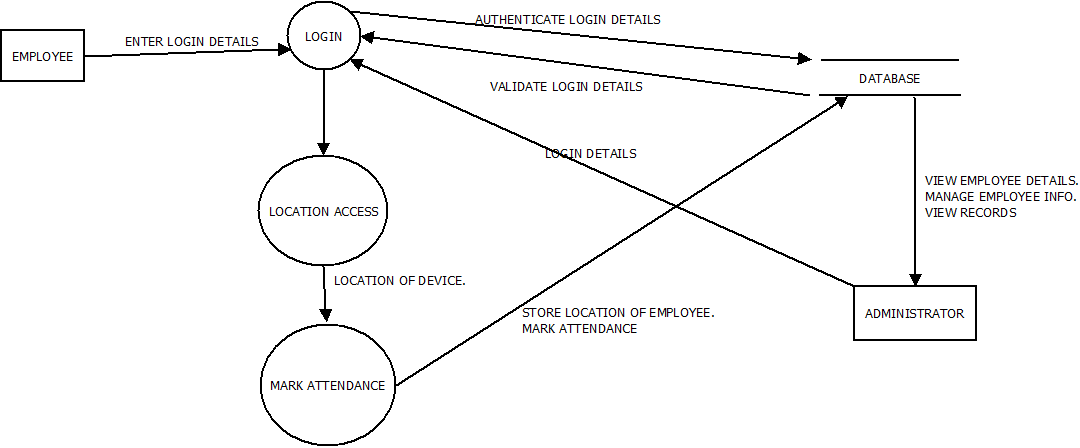 AUTHENTICATE LOGIN DETAILS
LOGIN
ENTER LOGIN DETAILS
EMPLOYEE
DATABASE
VALIDATE LOGIN DETAILS
LOGIN DETAILS
VIEW EMPLOYEE DETAILS.
MANAGE EMPLOYEE INFO.
VIEW RECORDS
LOCATION ACCESS
LOCATION OF DEVICE.
STORE LOCATION OF EMPLOYEE.
MARK ATTENDANCE
ADMINISTRATOR
MARK ATTENDANCE